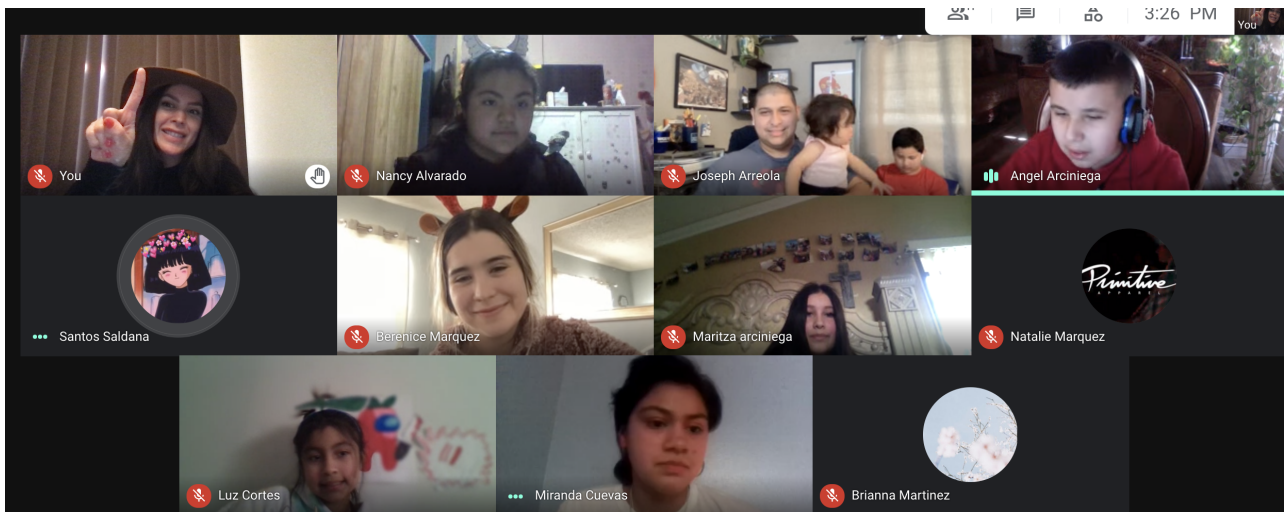 3:26 PM
You
You
Nancy Alvarado
Joseph Arreola
Angel Arciniega
Santos Saldana
Berenice Marquez
Maritza arciniega
Primitive
APPAREL
Natalie Marquez
Luz Cortes
Miranda Cuevas
Brianna Martinez